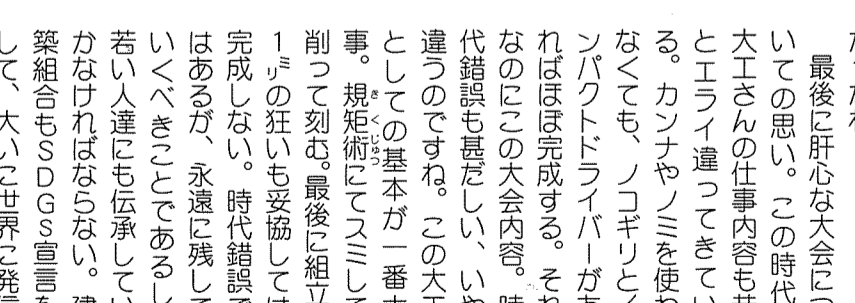 最後に肝心な大会につ
いての思い。この時代
大工さんの仕事内容も
とエライ違ってきてい
る。カンナやノミを使わ
なくても、ノコギリとく
ンパクトドライバーがあ
ればほぼ完成する。それ
なのにこの大会内容。時
代錯誤も甚だしい、いや
違うのですね。この大工
としての基本が一番大
事。規矩術にてスミして
きくじゅつ
削って刻む。最後に組立
1㍉の狂いも妥協しては
完成しない。時代錯誤で
はあるが、永遠に残して
いくべきことであるし
若い人達にも伝承してい
かなければならない。建
築組合もSDGs宣言を
して、大いに世界に発信